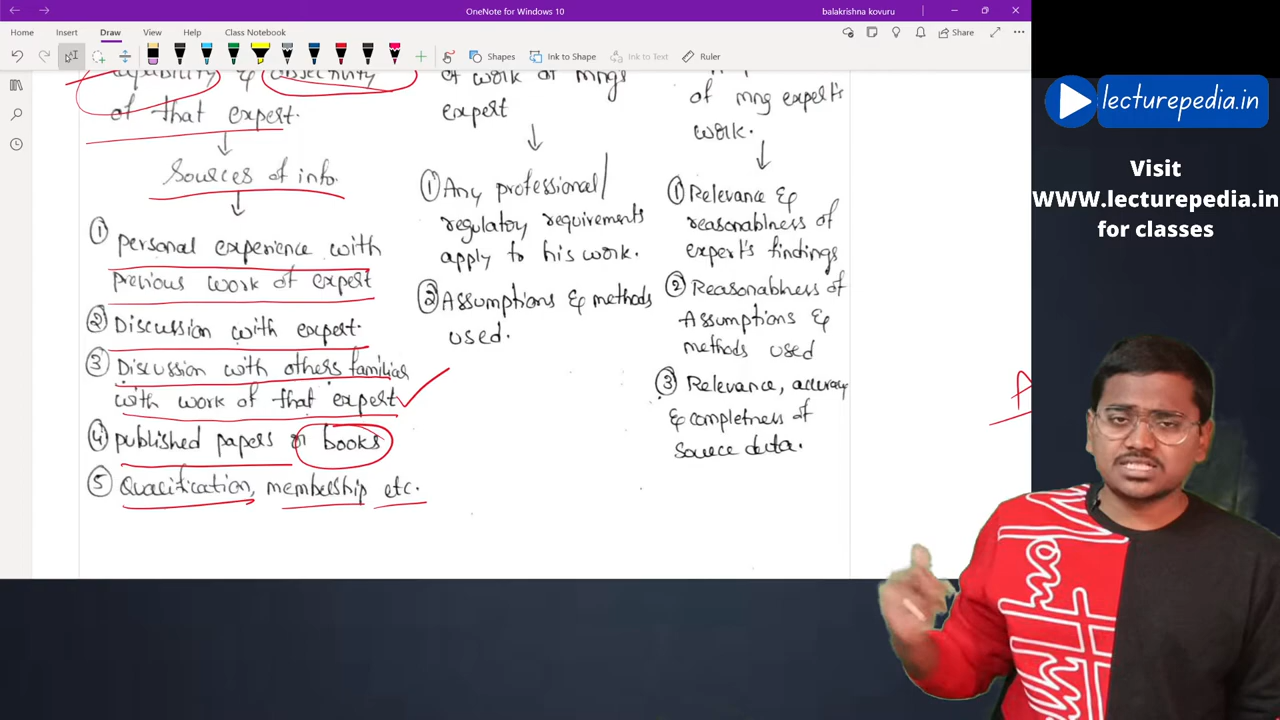 OneNote for Windows 10
balakrishna kovuru
Home
Insert
Draw
View
Help
Class Notebook
Share
Shapes
Ink to Shape
Ink to Text
Ruler
&
of that expert.
Sources of info.
① personal experience with
previous work of expert
② Discussion with expert.
③ Discussion with others familiar
with work of that expert
④ published papers or books
⑤ Qualification, membership etc.
of work of mngs
expert
① Any professional/
regulatory requirements
apply to his work.
② Assumptions & methods
used.
of mng expert's
work.
① Relevance &
reasonablness of
expert's findings
② Reasonablness of
Assumptions &
methods used
③ Relevance, accuracy
& completness of
Source data.
A
lecturepedia.in
Visit
WWW.lecturepedia.in
for classes